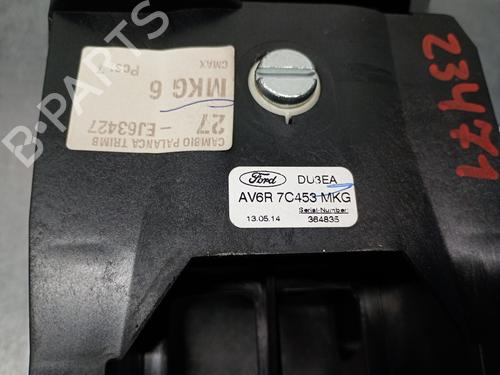 B-PARTS
CAMBIO PALANCA TRIMB
27 -EJ63427
MKG 6
CMAX
23471
Ford DU3EA
AV6R 7C453 MKG
Serial-Number:
13.05.14 364835